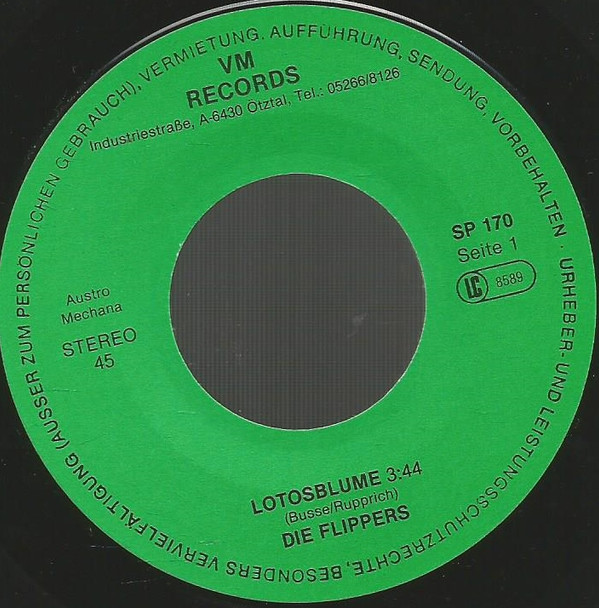 URHEBER- UND LEISTUNGSSCHUTZRECHTE, BESONDERS VERVIELFÄLTIGUNG (AUSSER ZUM PERSÖNLICHEN GEBRAUCH), VERMIETUNG, AUFFÜHRUNG, SENDUNG, VORBEHALTEN ·
VM
RECORDS
Industriestraße, A-6430 Ötztal, Tel.: 05266/8126
SP 170
Seite 1
LC 8589
Austro
Mechana
STEREO
45
LOTOSBLUME 3:44
(Busse/Rupprich)
DIE FLIPPERS